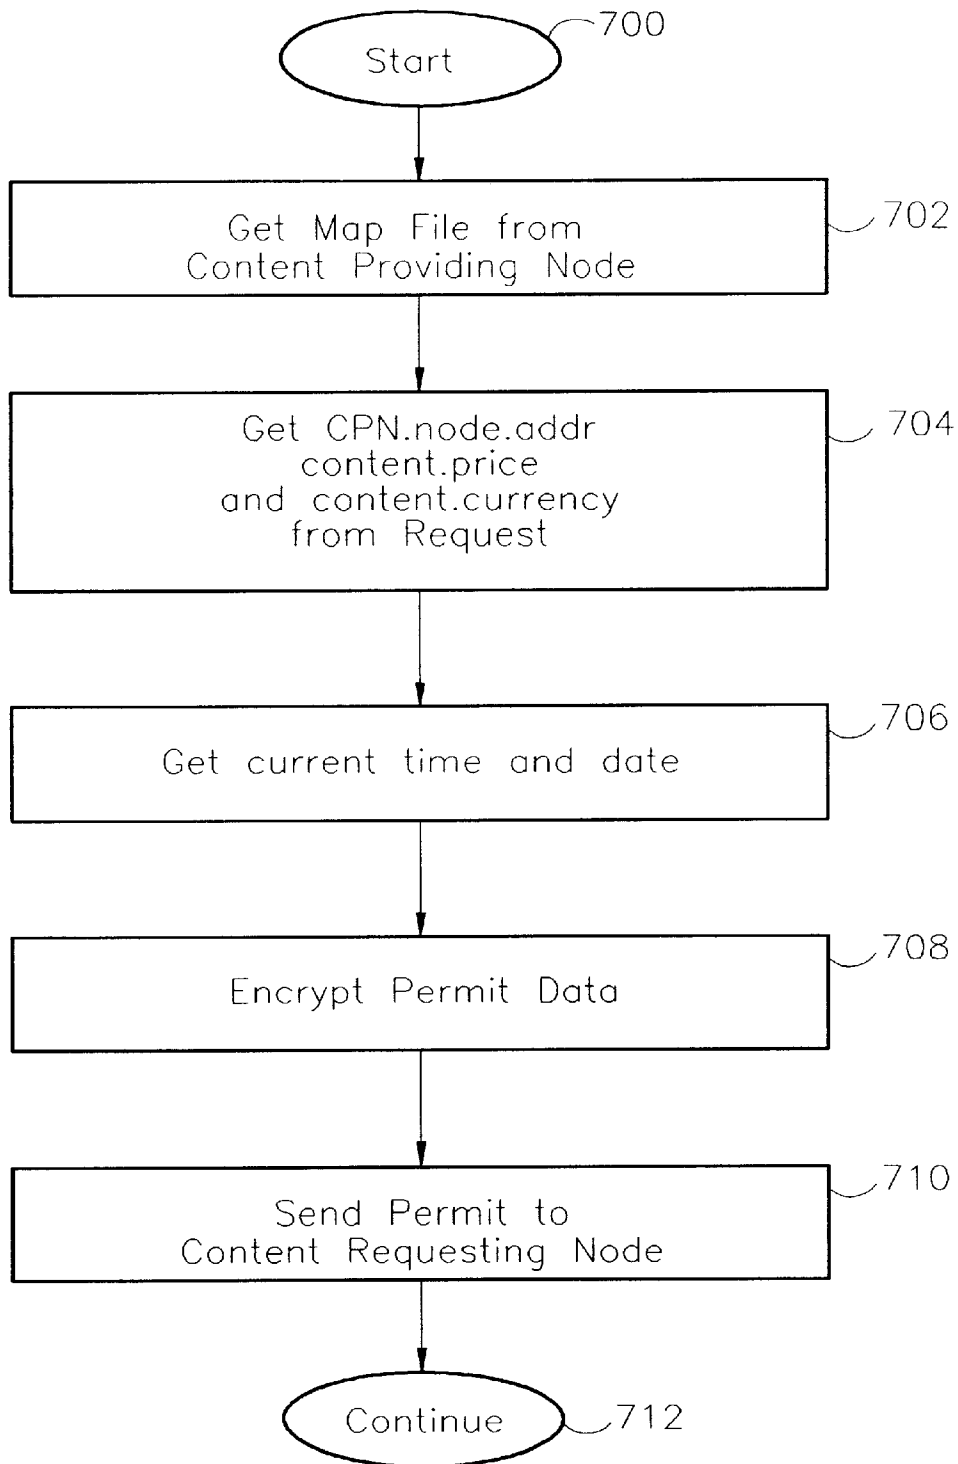 Start
700
Get Map File from
Content Providing Node
702
Get CPN.node.addr
content.price
and content.currency
from Request
704
Get current time and date
706
Encrypt Permit Data
708
Send Permit to
Content Requesting Node
710
Continue
712